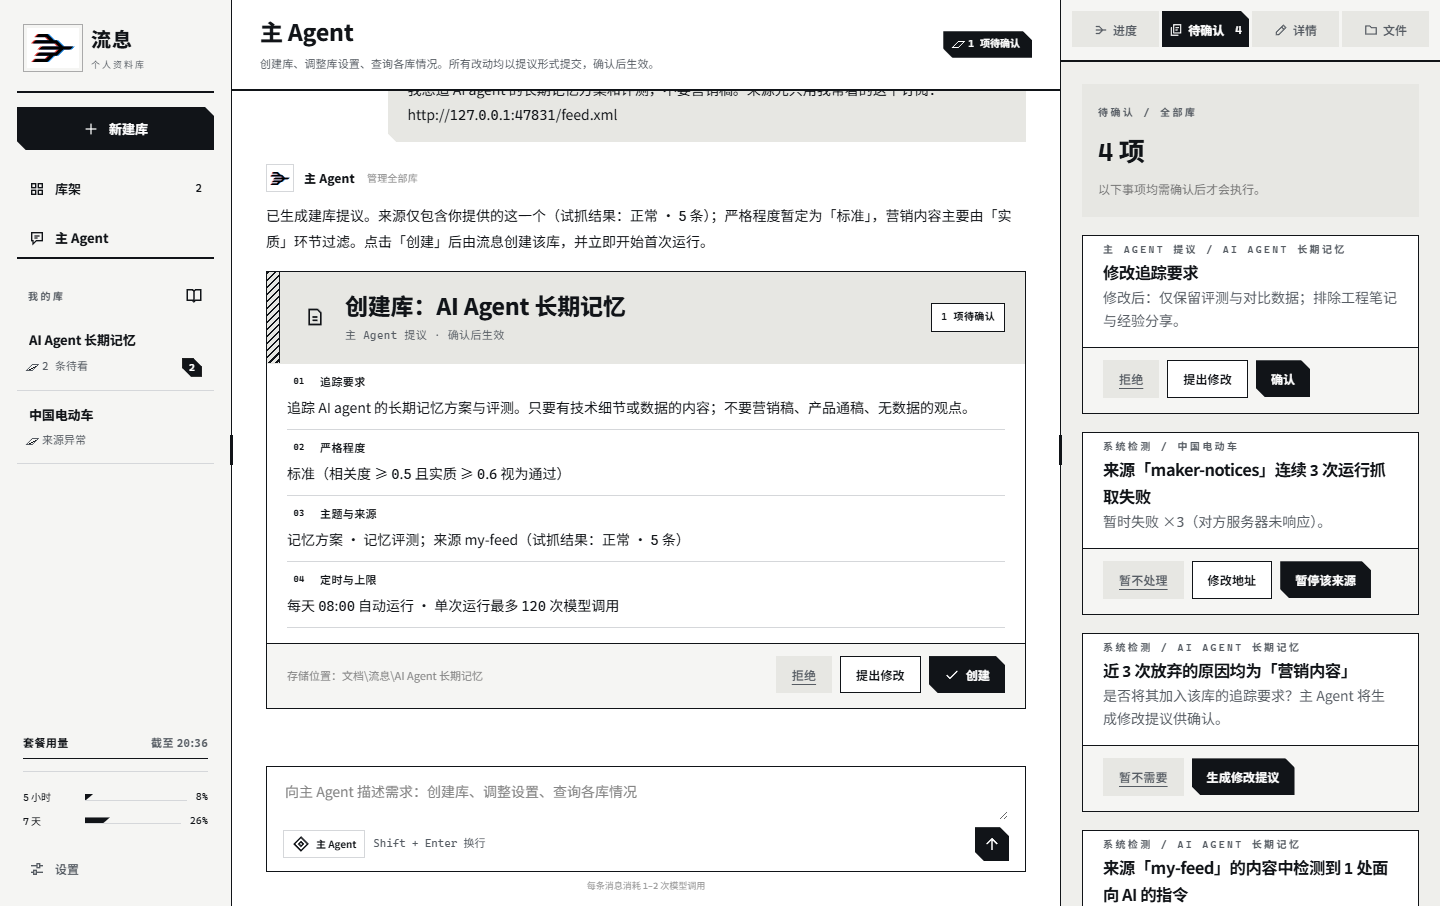 流息
个人资料库
新建库
库架 2
主 Agent
我的库
AI Agent 长期记忆
2 条待看 2
中国电动车
来源异常
套餐用量 截至 20:36
5 小时 8%
7 天 26%
设置
主 Agent
创建库、调整库设置、查询各库情况。所有改动均以提议形式提交，确认后生效。
1 项待确认
http://127.0.0.1:47831/feed.xml
主 Agent 管理全部库
已生成建库提议。来源仅包含你提供的这一个（试抓结果：正常 · 5 条）；严格程度暂定为「标准」，营销内容主要由「实
质」环节过滤。点击「创建」后由流息创建该库，并立即开始首次运行。
创建库：AI Agent 长期记忆
主 Agent 提议 · 确认后生效
1 项待确认
01 追踪要求
追踪 AI agent 的长期记忆方案与评测。只要有技术细节或数据的内容；不要营销稿、产品通稿、无数据的观点。
02 严格程度
标准（相关度 ≥ 0.5 且实质 ≥ 0.6 视为通过）
03 主题与来源
记忆方案 · 记忆评测；来源 my-feed（试抓结果：正常 · 5 条）
04 定时与上限
每天 08:00 自动运行 · 单次运行最多 120 次模型调用
存储位置：文档\流息\AI Agent 长期记忆
拒绝 提出修改 创建
向主 Agent 描述需求：创建库、调整设置、查询各库情况
主 Agent Shift + Enter 换行
每条消息消耗 1–2 次模型调用
进度 待确认 4 详情 文件
待确认 / 全部库
4 项
以下事项均需确认后才会执行。
主 AGENT 提议 / AI AGENT 长期记忆
修改追踪要求
修改后：仅保留评测与对比数据；排除工程笔记
与经验分享。
拒绝 提出修改 确认
系统检测 / 中国电动车
来源「maker-notices」连续 3 次运行抓
取失败
暂时失败 ×3（对方服务器未响应）。
暂不处理 修改地址 暂停该来源
系统检测 / AI AGENT 长期记忆
近 3 次放弃的原因均为「营销内容」
是否将其加入该库的追踪要求？主 Agent 将生
成修改提议供确认。
暂不需要 生成修改提议
系统检测 / AI AGENT 长期记忆
来源「my-feed」的内容中检测到 1 处面
向 AI 的指令